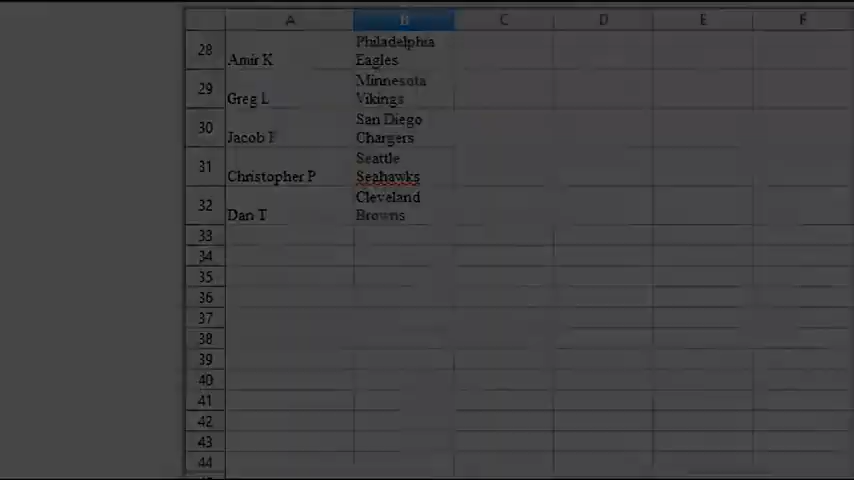 A B C D E F
28 Amir K Philadelphia
Eagles
29 Greg L Minnesota
Vikings
30 Jacob F San Diego
Chargers
31 Christopher P Seattle
Seahawks
32 Dan T Cleveland
Browns
33
34
35
36
37
38
39
40
41
42
43
44